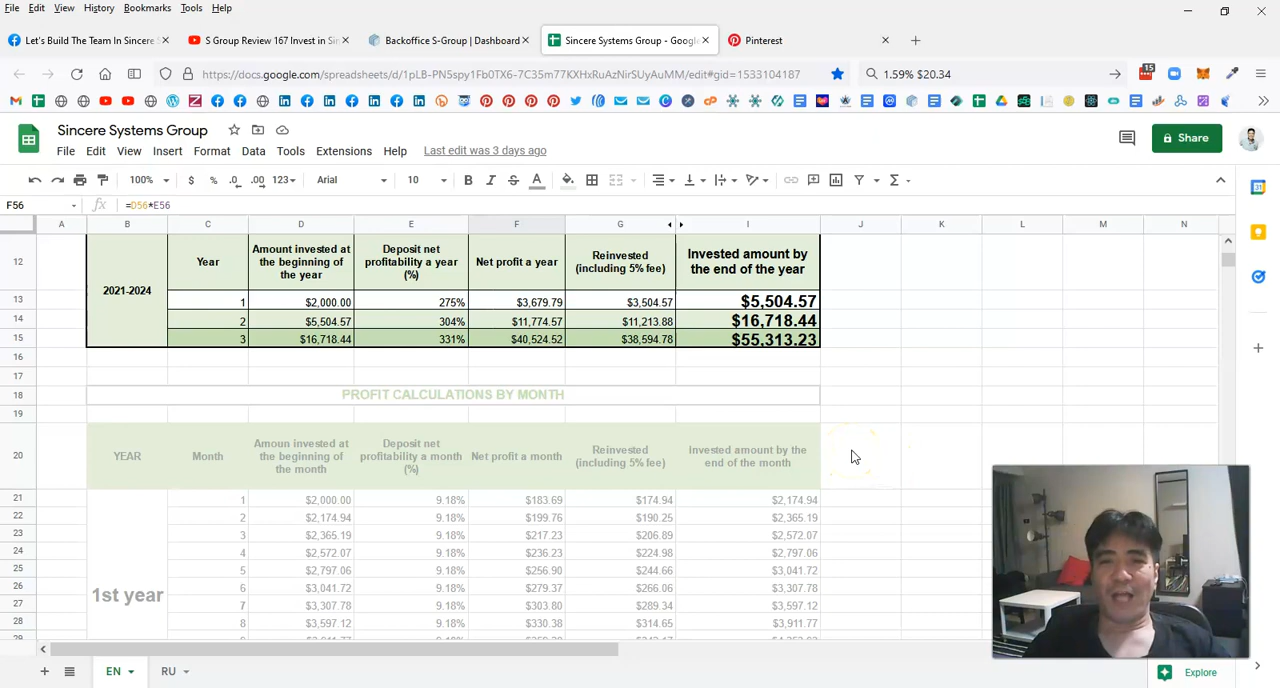 File Edit View History Bookmarks Tools Help
Let's Build The Team In Sincere S
S Group Review 167 Invest in Sin
Backoffice S-Group | Dashboard
Sincere Systems Group - Google
Pinterest
https://docs.google.com/spreadsheets/d/1pLB-PN5spy1Fb0TX6-7C35m77KXHxRuAzNirSUyAuMM/edit#gid=1533104187
1.59% $20.34
15
Sincere Systems Group
Share
File Edit View Insert Format Data Tools Extensions Help Last edit was 3 days ago
100% $ % .0 .00 123 Arial 10 B I S A
F56 fx =D56*E56
A B C D E F G I J K L M N
12 2021-2024 Year Amount invested at the beginning of the year Deposit net profitability a year (%) Net profit a year Reinvested (including 5% fee) Invested amount by the end of the year
13 1 $2,000.00 275% $3,679.79 $3,504.57 $5,504.57
14 2 $5,504.57 304% $11,774.57 $11,213.88 $16,718.44
15 3 $16,718.44 331% $40,524.52 $38,594.78 $55,313.23
16
17
18 PROFIT CALCULATIONS BY MONTH
19
20 YEAR Month Amoun invested at the beginning of the month Deposit net profitability a month (%) Net profit a month Reinvested (including 5% fee) Invested amount by the end of the month
21 1 $2,000.00 9.18% $183.69 $174.94 $2,174.94
22 2 $2,174.94 9.18% $199.76 $190.25 $2,365.19
23 3 $2,365.19 9.18% $217.23 $206.89 $2,572.07
24 4 $2,572.07 9.18% $236.23 $224.98 $2,797.06
25 5 $2,797.06 9.18% $256.90 $244.66 $3,041.72
26 1st year 6 $3,041.72 9.18% $279.37 $266.06 $3,307.78
27 7 $3,307.78 9.18% $303.80 $289.34 $3,597.12
28 8 $3,597.12 9.18% $330.38 $314.65 $3,911.77
29
EN RU Explore